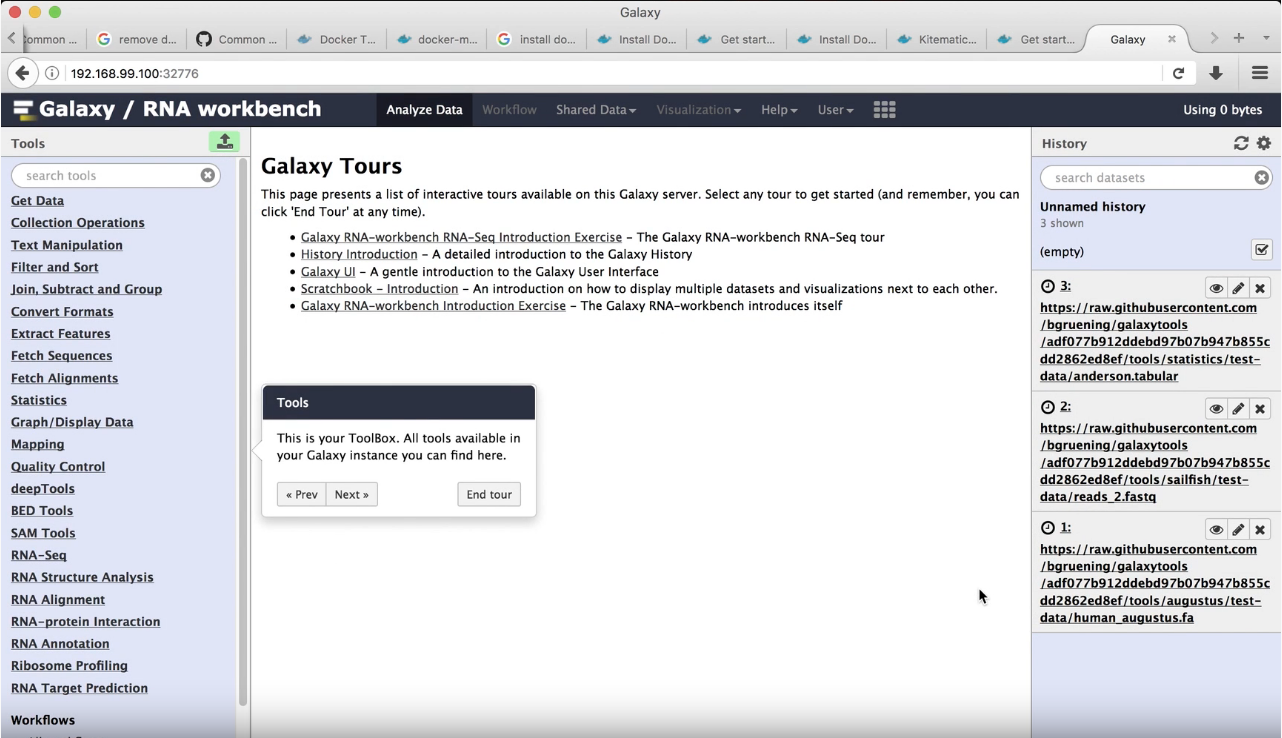 Galaxy
ommon ...
remove d...
Common ...
Docker T...
docker-m...
install do...
Install Do...
Get start...
Install Do...
Kitematic...
Get start...
Galaxy
192.168.99.100:32776
Galaxy / RNA workbench
Analyze Data
Workflow
Shared Data
Visualization
Help
User
Using 0 bytes
Tools
search tools
Get Data
Collection Operations
Text Manipulation
Filter and Sort
Join, Subtract and Group
Convert Formats
Extract Features
Fetch Sequences
Fetch Alignments
Statistics
Graph/Display Data
Mapping
Quality Control
deepTools
BED Tools
SAM Tools
RNA-Seq
RNA Structure Analysis
RNA Alignment
RNA-protein Interaction
RNA Annotation
Ribosome Profiling
RNA Target Prediction
Workflows
Galaxy Tours
This page presents a list of interactive tours available on this Galaxy server. Select any tour to get started (and remember, you can
click 'End Tour' at any time).
• Galaxy RNA-workbench RNA-Seq Introduction Exercise – The Galaxy RNA-workbench RNA-Seq tour
• History Introduction – A detailed introduction to the Galaxy History
• Galaxy UI – A gentle introduction to the Galaxy User Interface
• Scratchbook – Introduction – An introduction on how to display multiple datasets and visualizations next to each other.
• Galaxy RNA-workbench Introduction Exercise – The Galaxy RNA-workbench introduces itself
Tools
This is your ToolBox. All tools available in
your Galaxy instance you can find here.
« Prev
Next »
End tour
History
search datasets
Unnamed history
3 shown
(empty)
3:
https://raw.githubusercontent.com
/bgruening/galaxytools
/adf077b912ddebd97b07b947b855c
dd2862ed8ef/tools/statistics/test-
data/anderson.tabular
2:
https://raw.githubusercontent.com
/bgruening/galaxytools
/adf077b912ddebd97b07b947b855c
dd2862ed8ef/tools/sailfish/test-
data/reads_2.fastq
1:
https://raw.githubusercontent.com
/bgruening/galaxytools
/adf077b912ddebd97b07b947b855c
dd2862ed8ef/tools/augustus/test-
data/human_augustus.fa